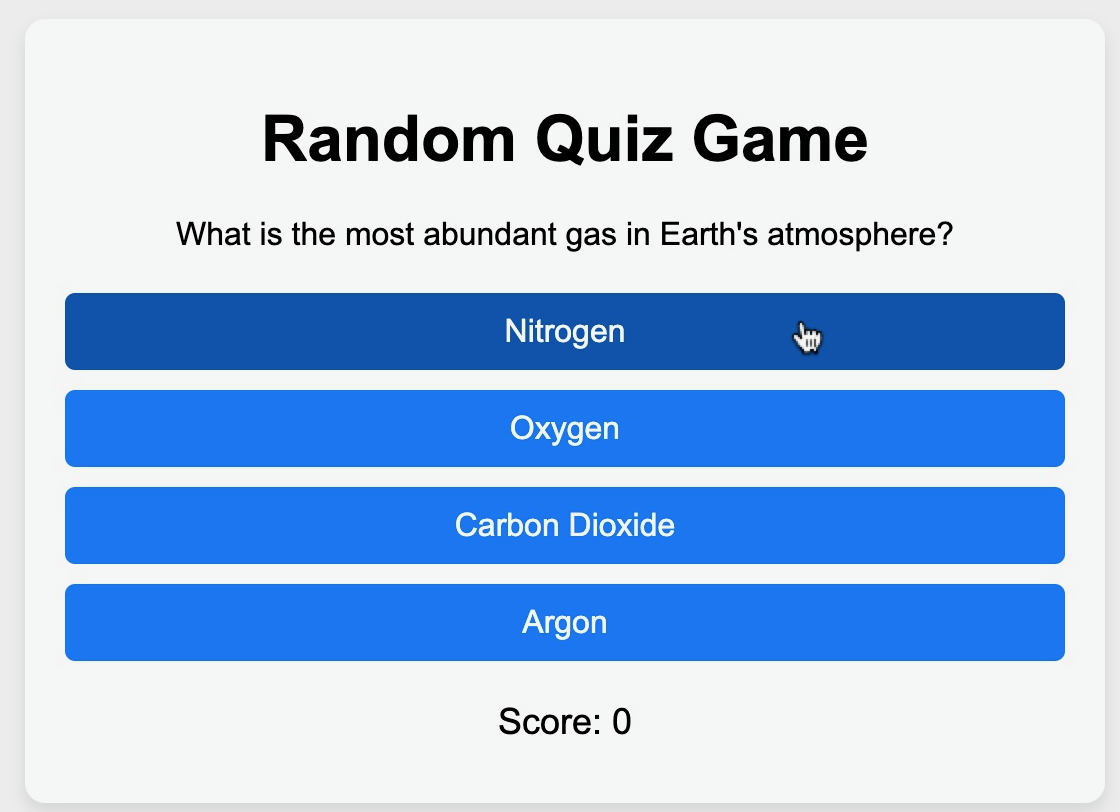 Random Quiz Game
What is the most abundant gas in Earth's atmosphere?
Nitrogen
Oxygen
Carbon Dioxide
Argon
Score: 0